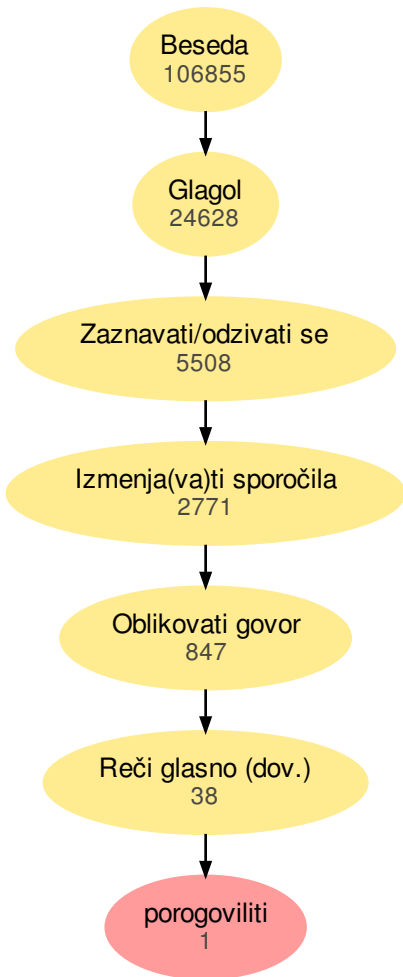 Beseda
106855
Glagol
24628
Zaznavati/odzivati se
5508
Izmenja(va)ti sporočila
2771
Oblikovati govor
847
Reči glasno (dov.)
38
porogoviliti
1